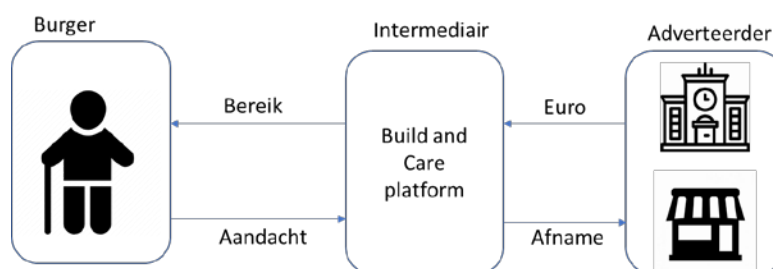 Burger
Intermediair
Adverteerder
Bereik
Euro
Build and
Care
platform
Aandacht
Afname